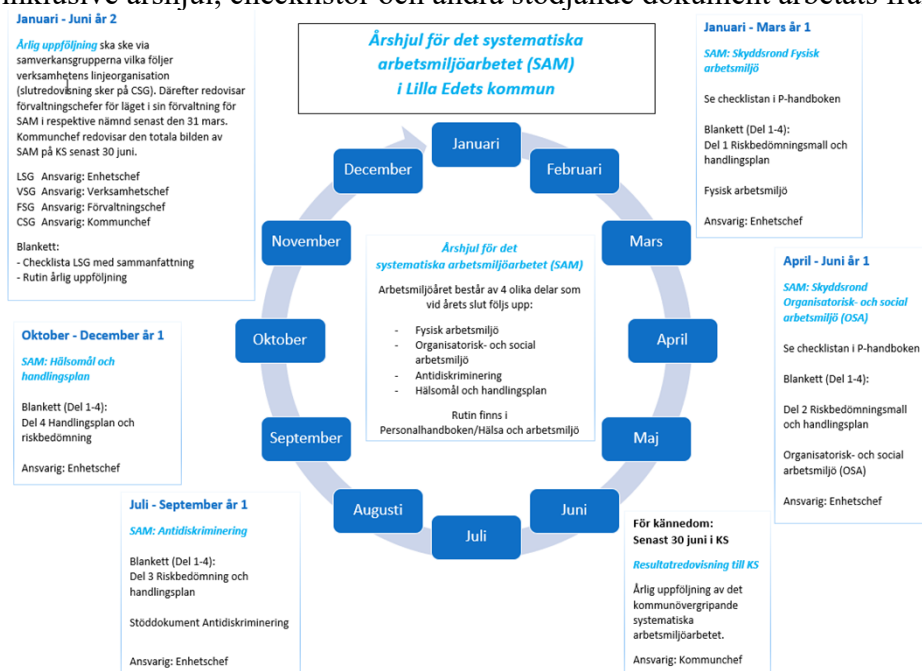 inklusive årshjul, checklistor och andra stödjande dokument arbetats fra
Januari - Juni år 2
Årlig uppföljning ska ske via
samverkansgrupperna vilka följer
verksamhetens linjeorganisation
(slutredovisning sker på CSG). Därefter redovisar
förvaltningschefer för läget i sin förvaltning för
SAM i respektive nämnd senast den 31 mars.
Kommunchef redovisar den totala bilden av
SAM på KS senast 30 juni.
LSG Ansvarig: Enhetschef
VSG Ansvarig: Verksamhetschef
FSG Ansvarig: Förvaltningschef
CSG Ansvarig: Kommunchef
Blankett:
- Checklista LSG med sammanfattning
- Rutin årlig uppföljning
Årshjul för det systematiska
arbetsmiljöarbetet (SAM)
i Lilla Edets kommun
Januari - Mars år 1
SAM: Skyddsrond Fysisk
arbetsmiljö
Se checklistan i P-handboken
Blankett (Del 1-4):
Del 1 Riskbedömningsmall och
handlingsplan
Fysisk arbetsmiljö
Ansvarig: Enhetschef
Januari
Februari
Mars
April
Maj
Juni
Juli
Augusti
September
Oktober
November
December
Årshjul för det
systematiska arbetsmiljöarbetet (SAM)
Arbetsmiljöåret består av 4 olika delar som
vid årets slut följs upp:
- Fysisk arbetsmiljö
- Organisatorisk- och social
arbetsmiljö
- Antidiskriminering
- Hälsomål och handlingsplan
Rutin finns i
Personalhandboken/Hälsa och arbetsmiljö
April - Juni år 1
SAM: Skyddsrond
Organisatorisk- och social
arbetsmiljö (OSA)
Se checklistan i P-handboken
Blankett (Del 1-4):
Del 2 Riskbedömningsmall
och handlingsplan
Organisatorisk- och social
arbetsmiljö (OSA)
Ansvarig: Enhetschef
Oktober - December år 1
SAM: Hälsomål och
handlingsplan
Blankett (Del 1-4):
Del 4 Handlingsplan och
riskbedömning
Ansvarig: Enhetschef
Juli - September år 1
SAM: Antidiskriminering
Blankett (Del 1-4):
Del 3 Riskbedömning och
handlingsplan
Stöddokument Antidiskriminering
Ansvarig: Enhetschef
För kännedom:
Senast 30 juni i KS
Resultatredovisning till KS
Årlig uppföljning av det
kommunövergripande
systematiska
arbetsmiljöarbetet.
Ansvarig: Kommunchef